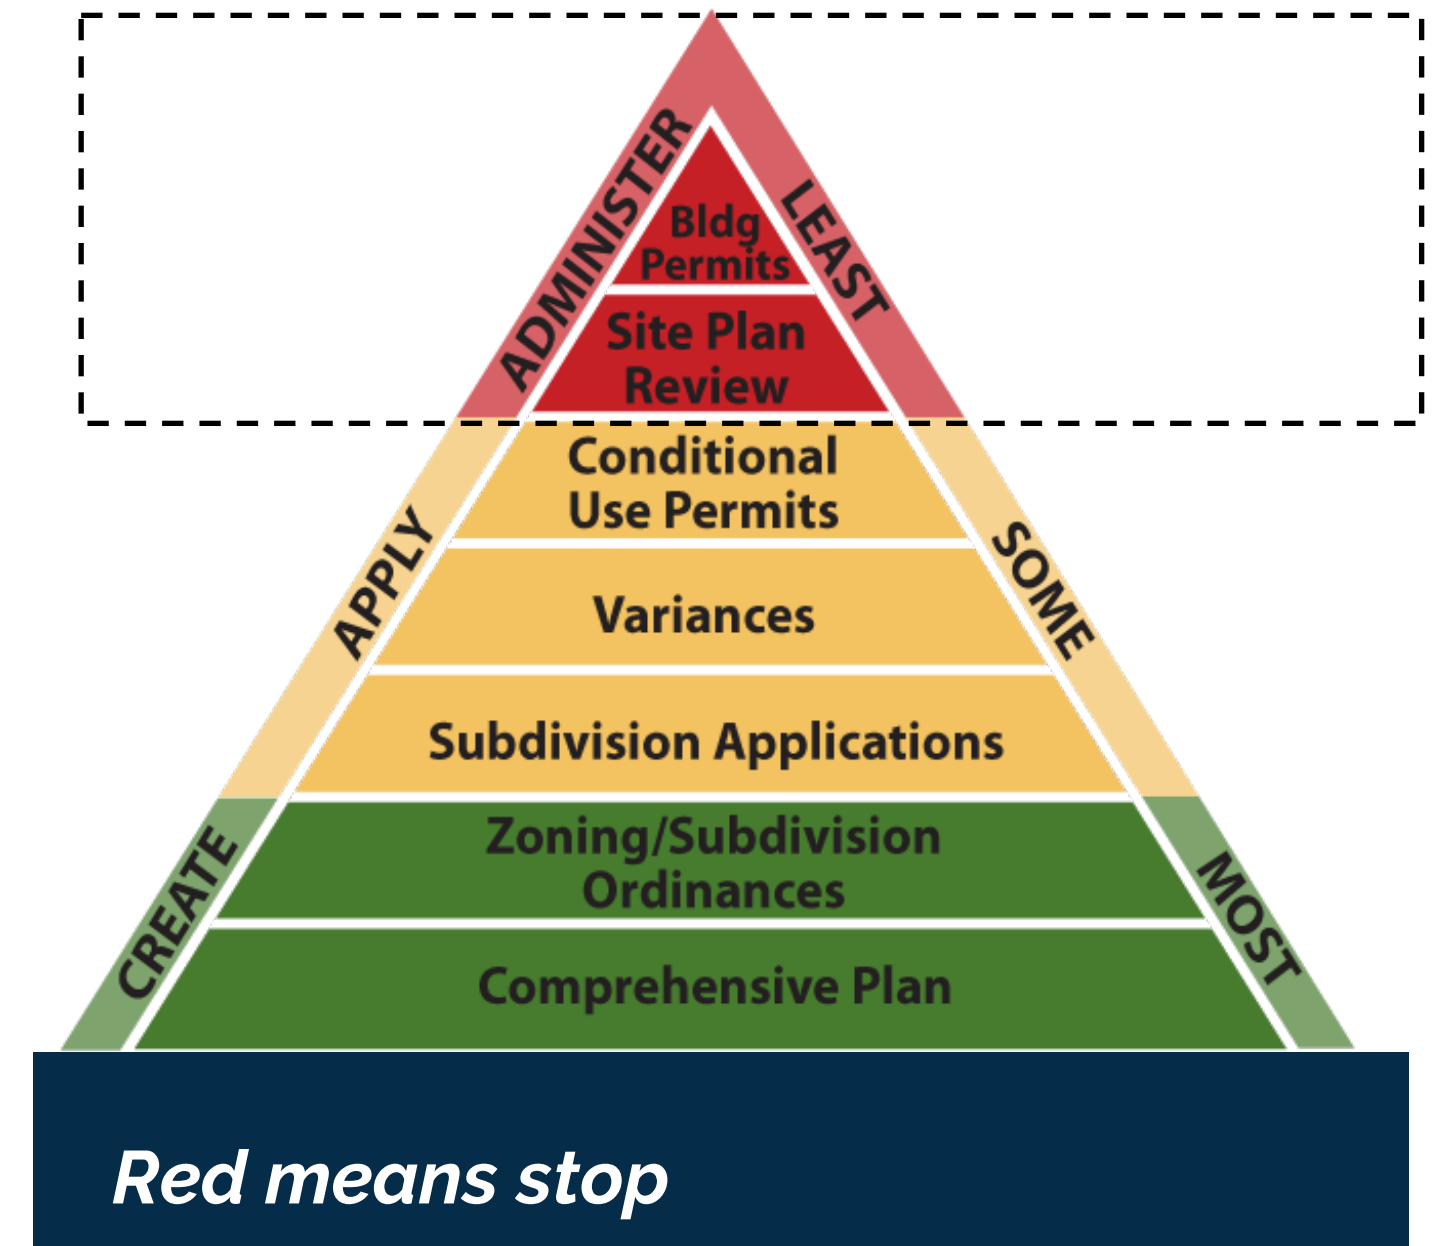 ADMINISTER
LEAST
Bldg
Permits
Site Plan
Review
Conditional
Use Permits
APPLY
SOME
Variances
Subdivision Applications
Zoning/Subdivision
Ordinances
CREATE
MOST
Comprehensive Plan
Red means stop